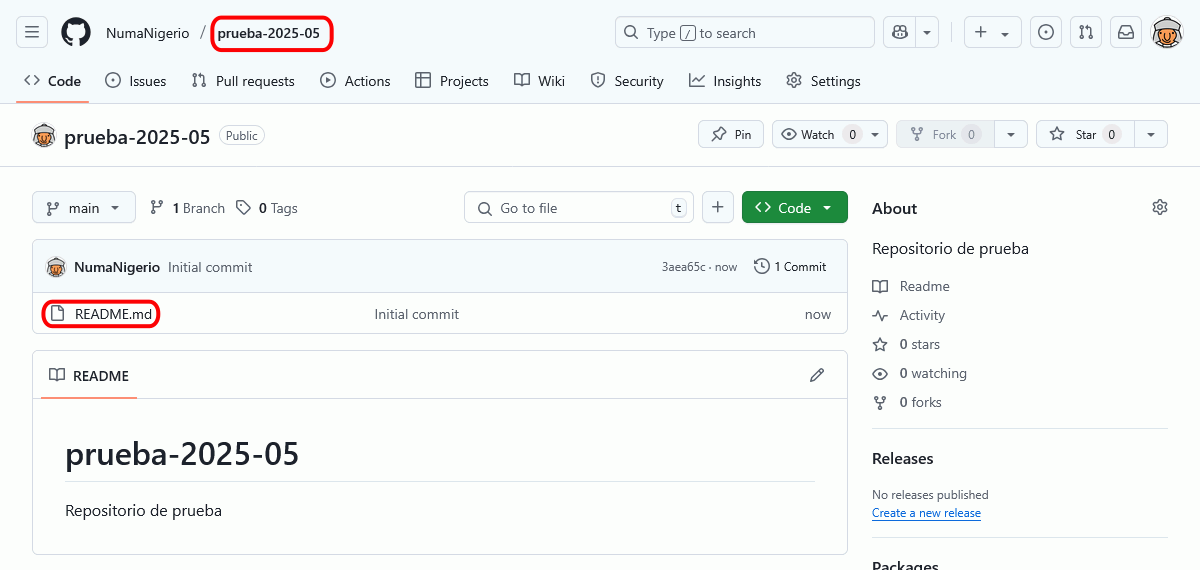 NumaNigerio / prueba-2025-05
Type / to search
Code Issues Pull requests Actions Projects Wiki Security Insights Settings
prueba-2025-05 Public
Pin Watch 0 Fork 0 Star 0
main 1 Branch 0 Tags
Go to file t
Code
NumaNigerio Initial commit 3aea65c · now 1 Commit
README.md Initial commit now
README
prueba-2025-05
Repositorio de prueba
About
Repositorio de prueba
Readme
Activity
0 stars
0 watching
0 forks
Releases
No releases published
Create a new release
Packages